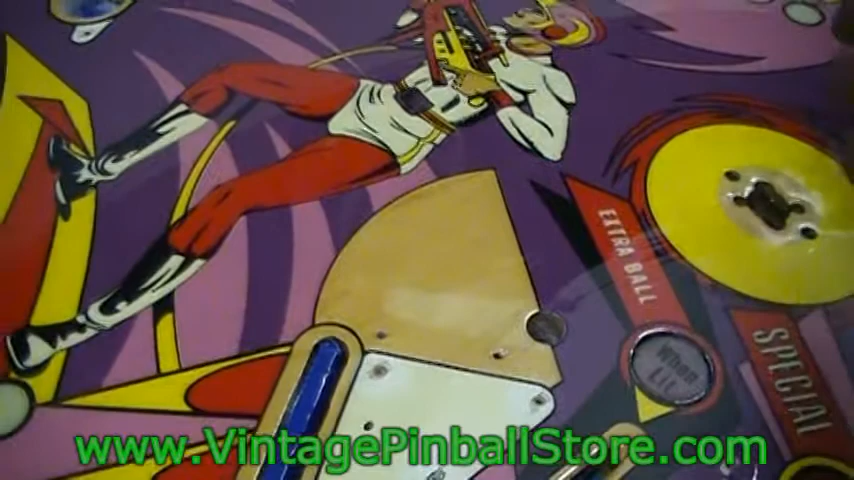 EXTRA BALL
When
Lit
SPECIAL
www.VintagePinballStore.com